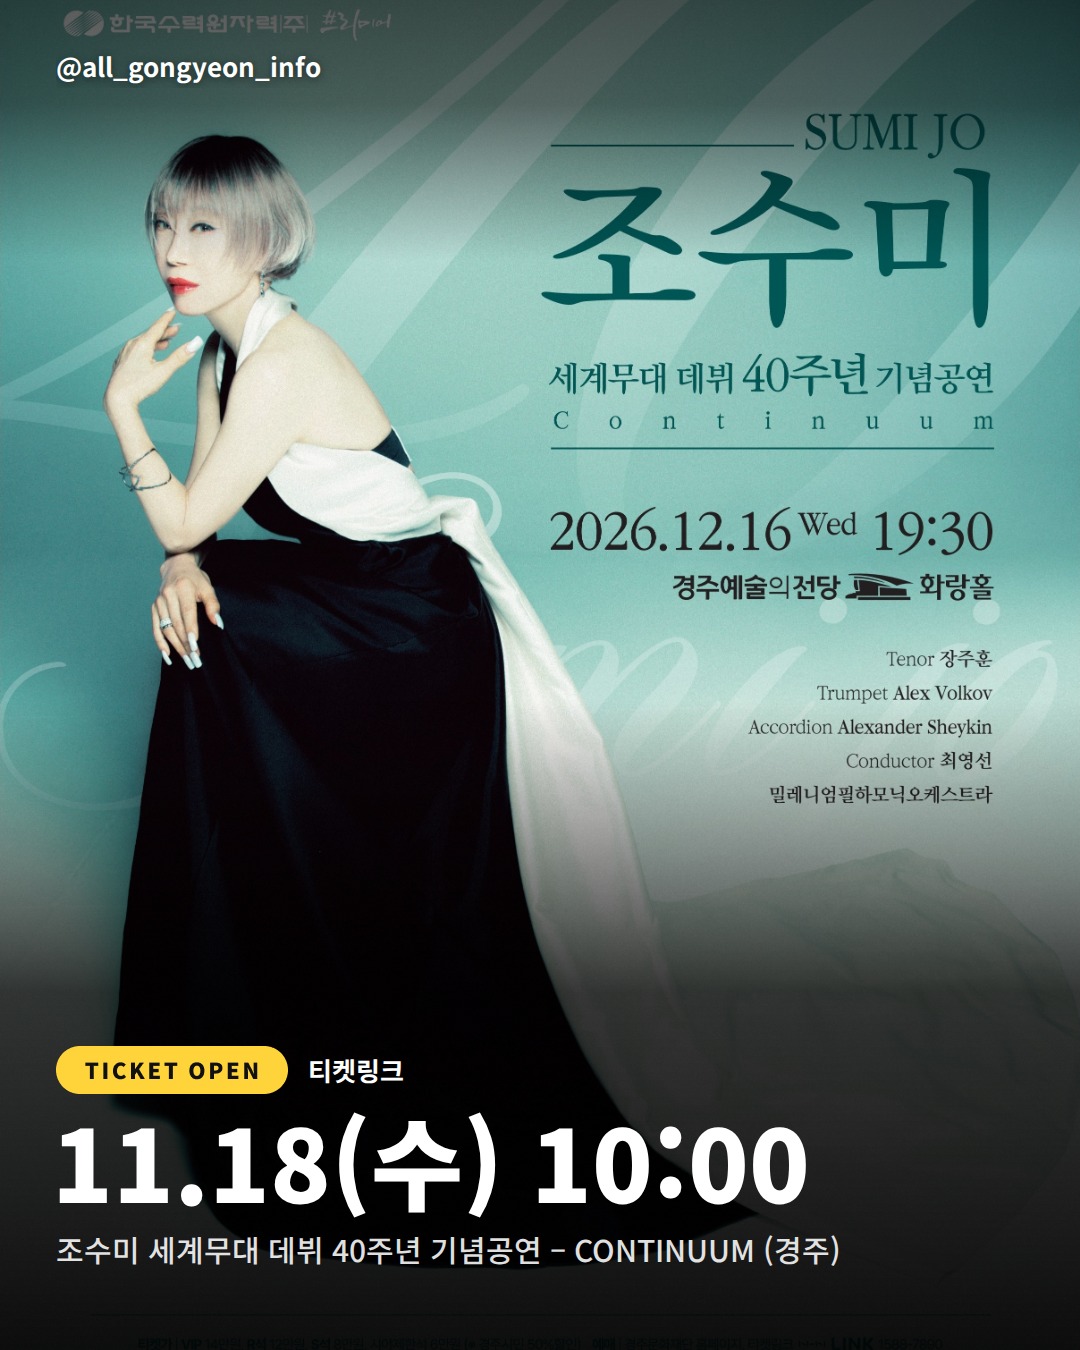 한국수력원자력(주) 프리미어
@all_gongyeon_info
SUMI JO
조수미
세계무대 데뷔 40주년 기념공연
Continuum
2026.12.16 Wed 19:30
경주예술의전당 화랑홀
Tenor 장주훈
Trumpet Alex Volkov
Accordion Alexander Sheykin
Conductor 최영선
밀레니엄필하모닉오케스트라
TICKET OPEN 티켓링크
11.18(수) 10:00
조수미 세계무대 데뷔 40주년 기념공연 – CONTINUUM (경주)